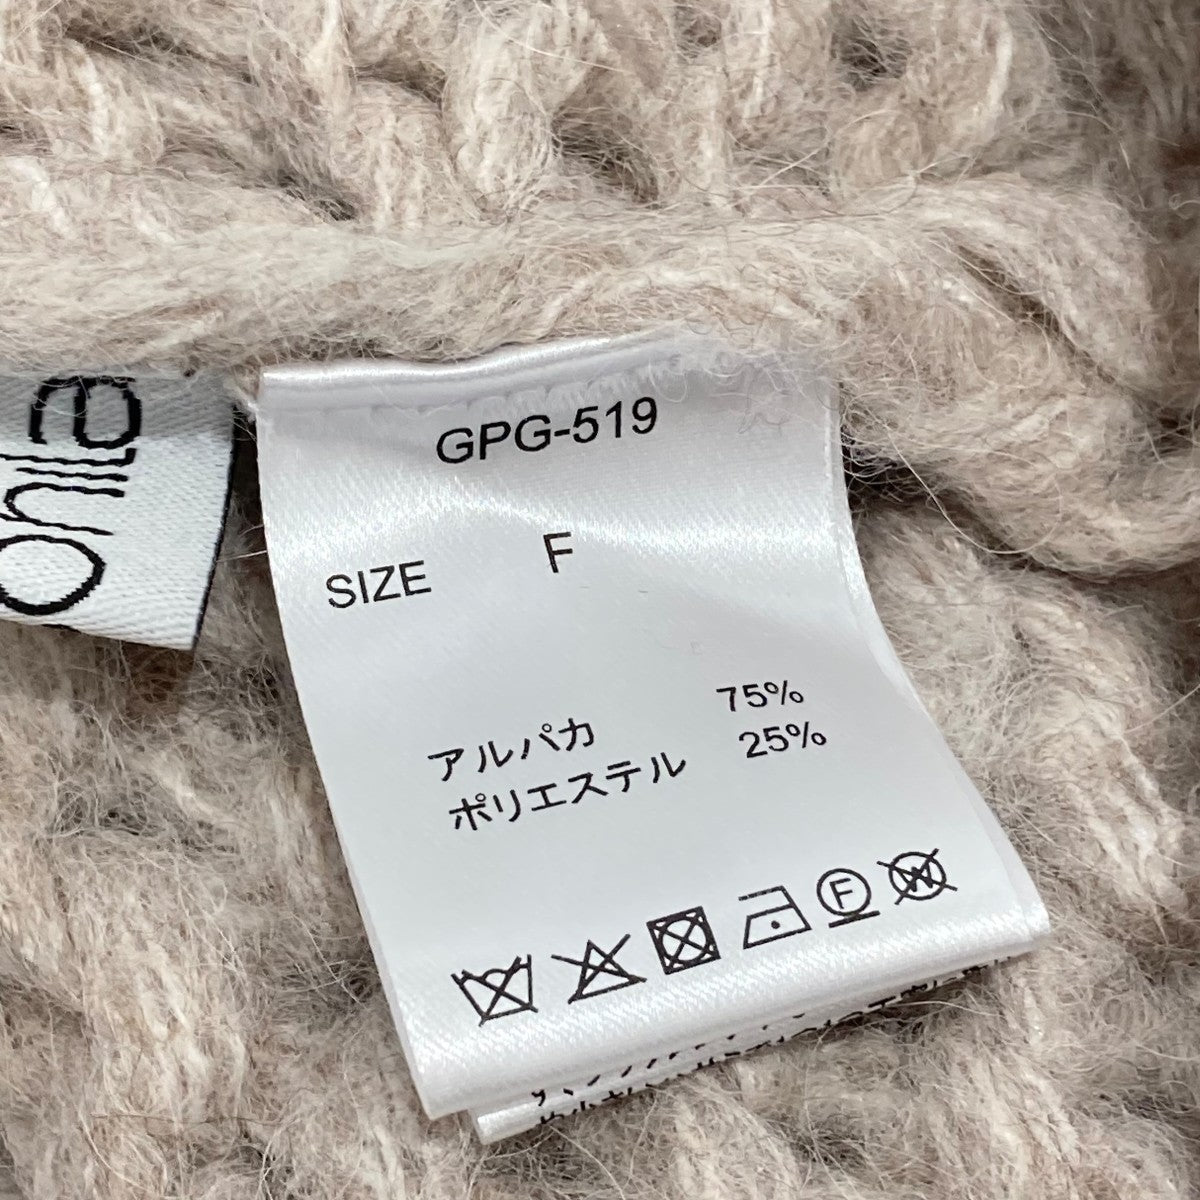 GPG-519
SIZE F
アルパカ 75%
ポリエステル 25%
F
W